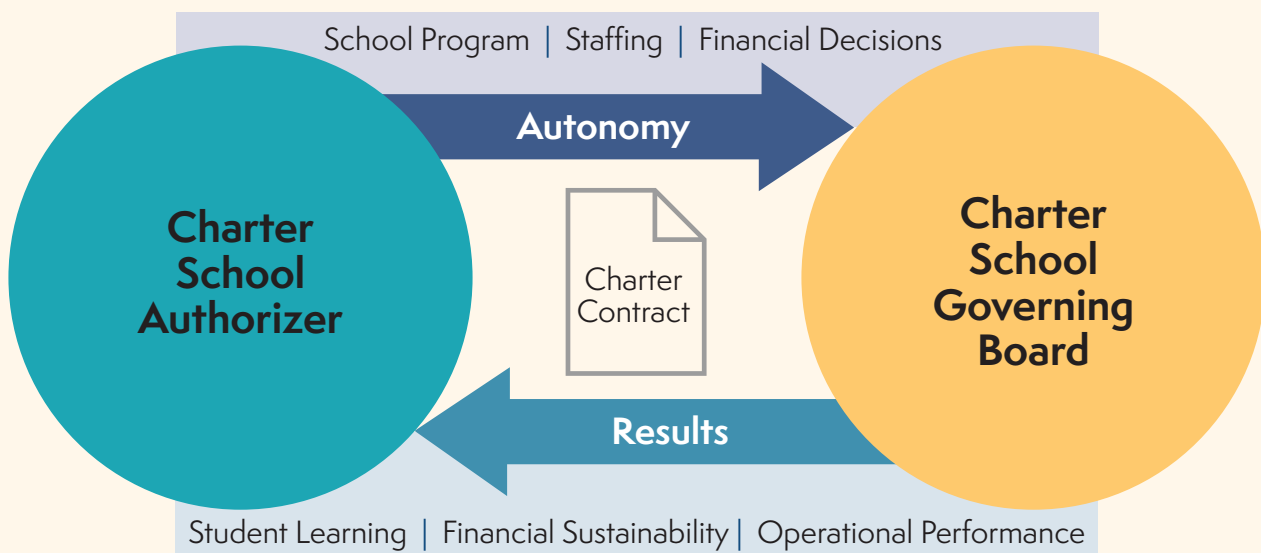 School Program | Staffing | Financial Decisions
Autonomy
Charter
School
Authorizer
Charter
Contract
Charter
School
Governing
Board
Results
Student Learning | Financial Sustainability | Operational Performance